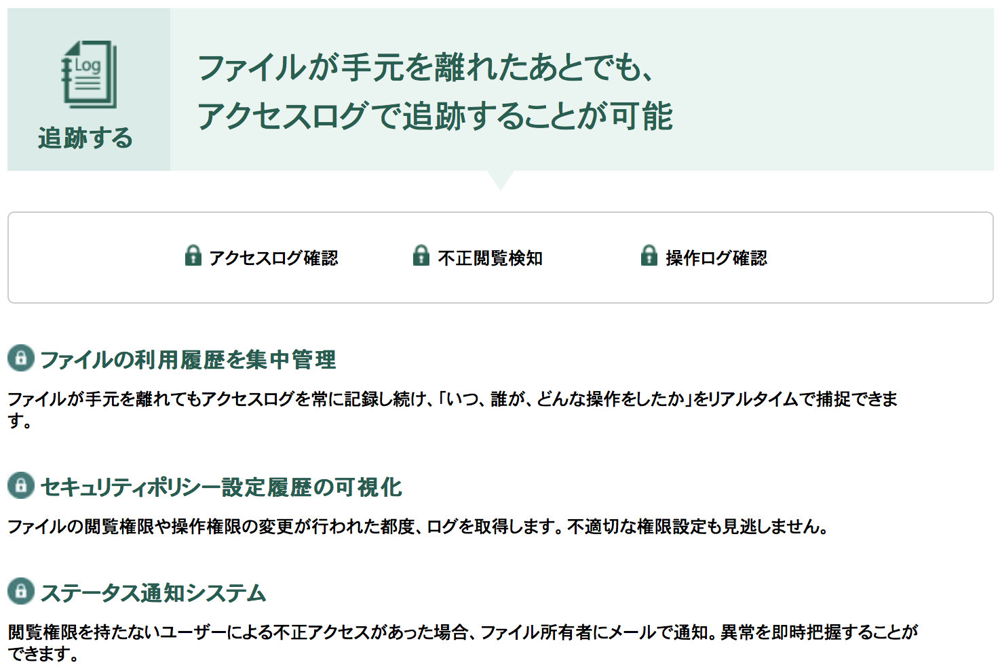 Log
追跡する
ファイルが手元を離れたあとでも、
アクセスログで追跡することが可能
アクセスログ確認
不正閲覧検知
操作ログ確認
ファイルの利用履歴を集中管理
ファイルが手元を離れてもアクセスログを常に記録し続け、「いつ、誰が、どんな操作をしたか」をリアルタイムで捕捉できま
す。
セキュリティポリシー設定履歴の可視化
ファイルの閲覧権限や操作権限の変更が行われた都度、ログを取得します。不適切な権限設定も見逃しません。
ステータス通知システム
閲覧権限を持たないユーザーによる不正アクセスがあった場合、ファイル所有者にメールで通知。異常を即時把握することが
できます。